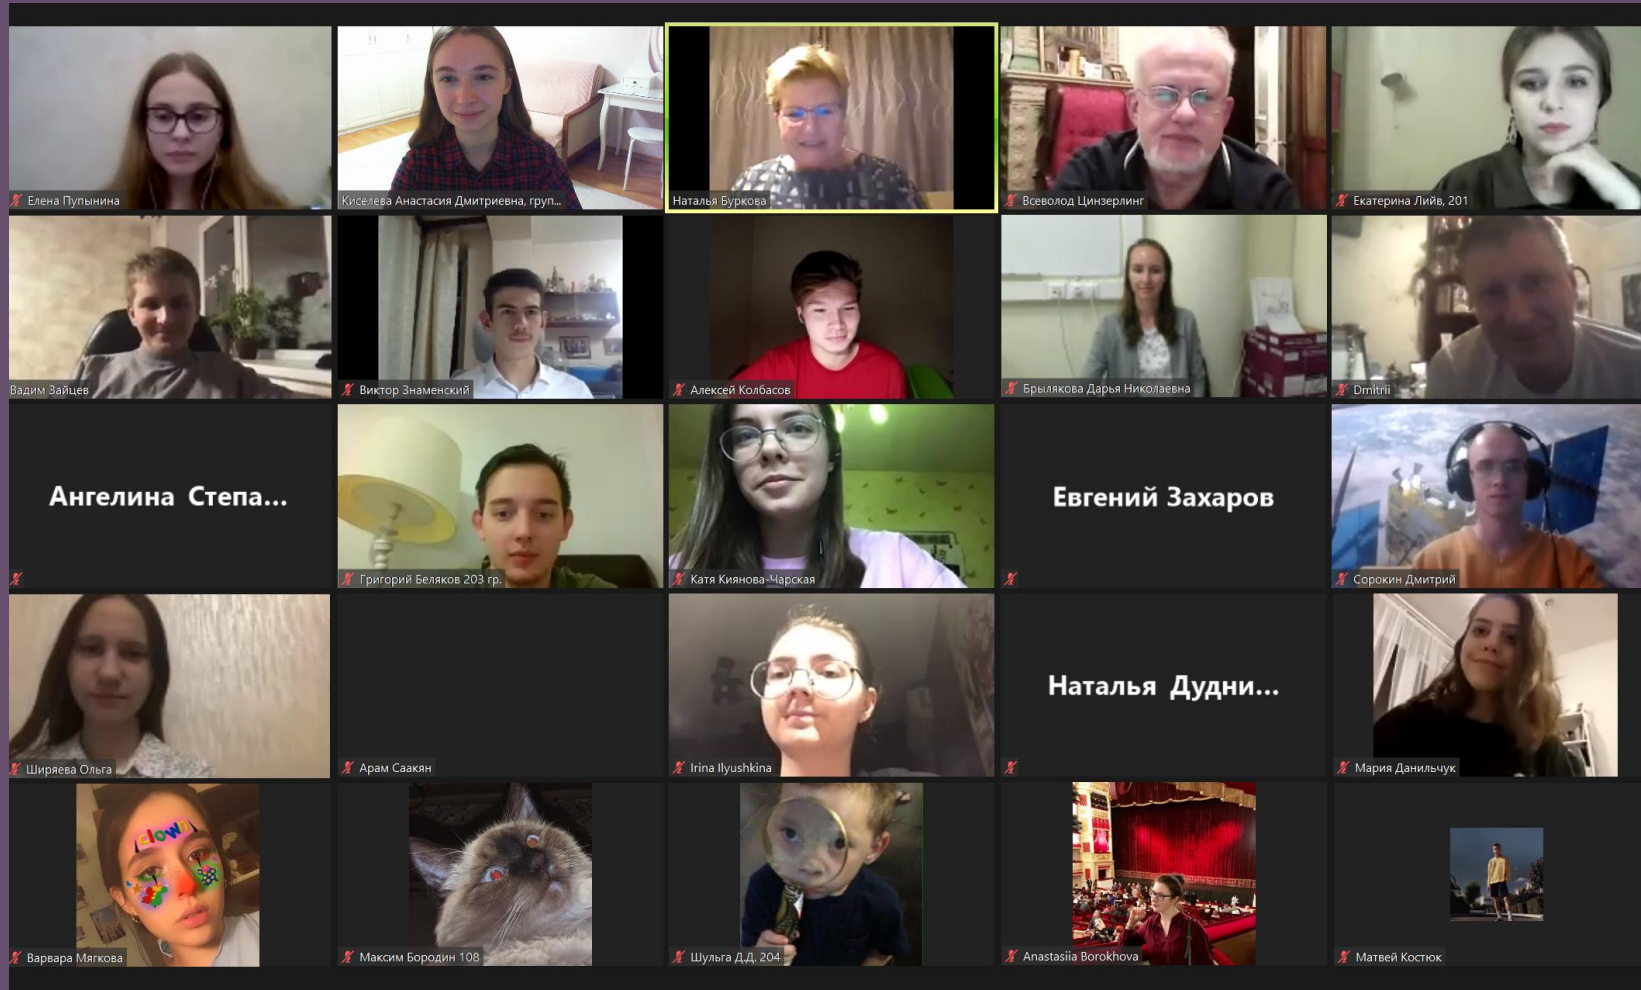 Елена Пупынина
Киселева Анастасия Дмитриевна, груп...
Наталья Буркова
Всеволод Цинзерлинг
Екатерина Лийв, 201
Вадим Зайцев
Виктор Знаменский
Алексей Колбасов
Брылякова Дарья Николаевна
Dmitrii
Ангелина Степа...
Григорий Беляков 203 гр.
Катя Киянова-Чарская
Евгений Захаров
Сорокин Дмитрий
Ширяева Ольга
Арам Саакян
Irina Ilyushkina
Наталья Дудни...
Мария Данильчук
clown
Варвара Мягкова
Максим Бородин 108
Шульга Д.Д. 204
Anastasiia Borokhova
Матвей Костюк